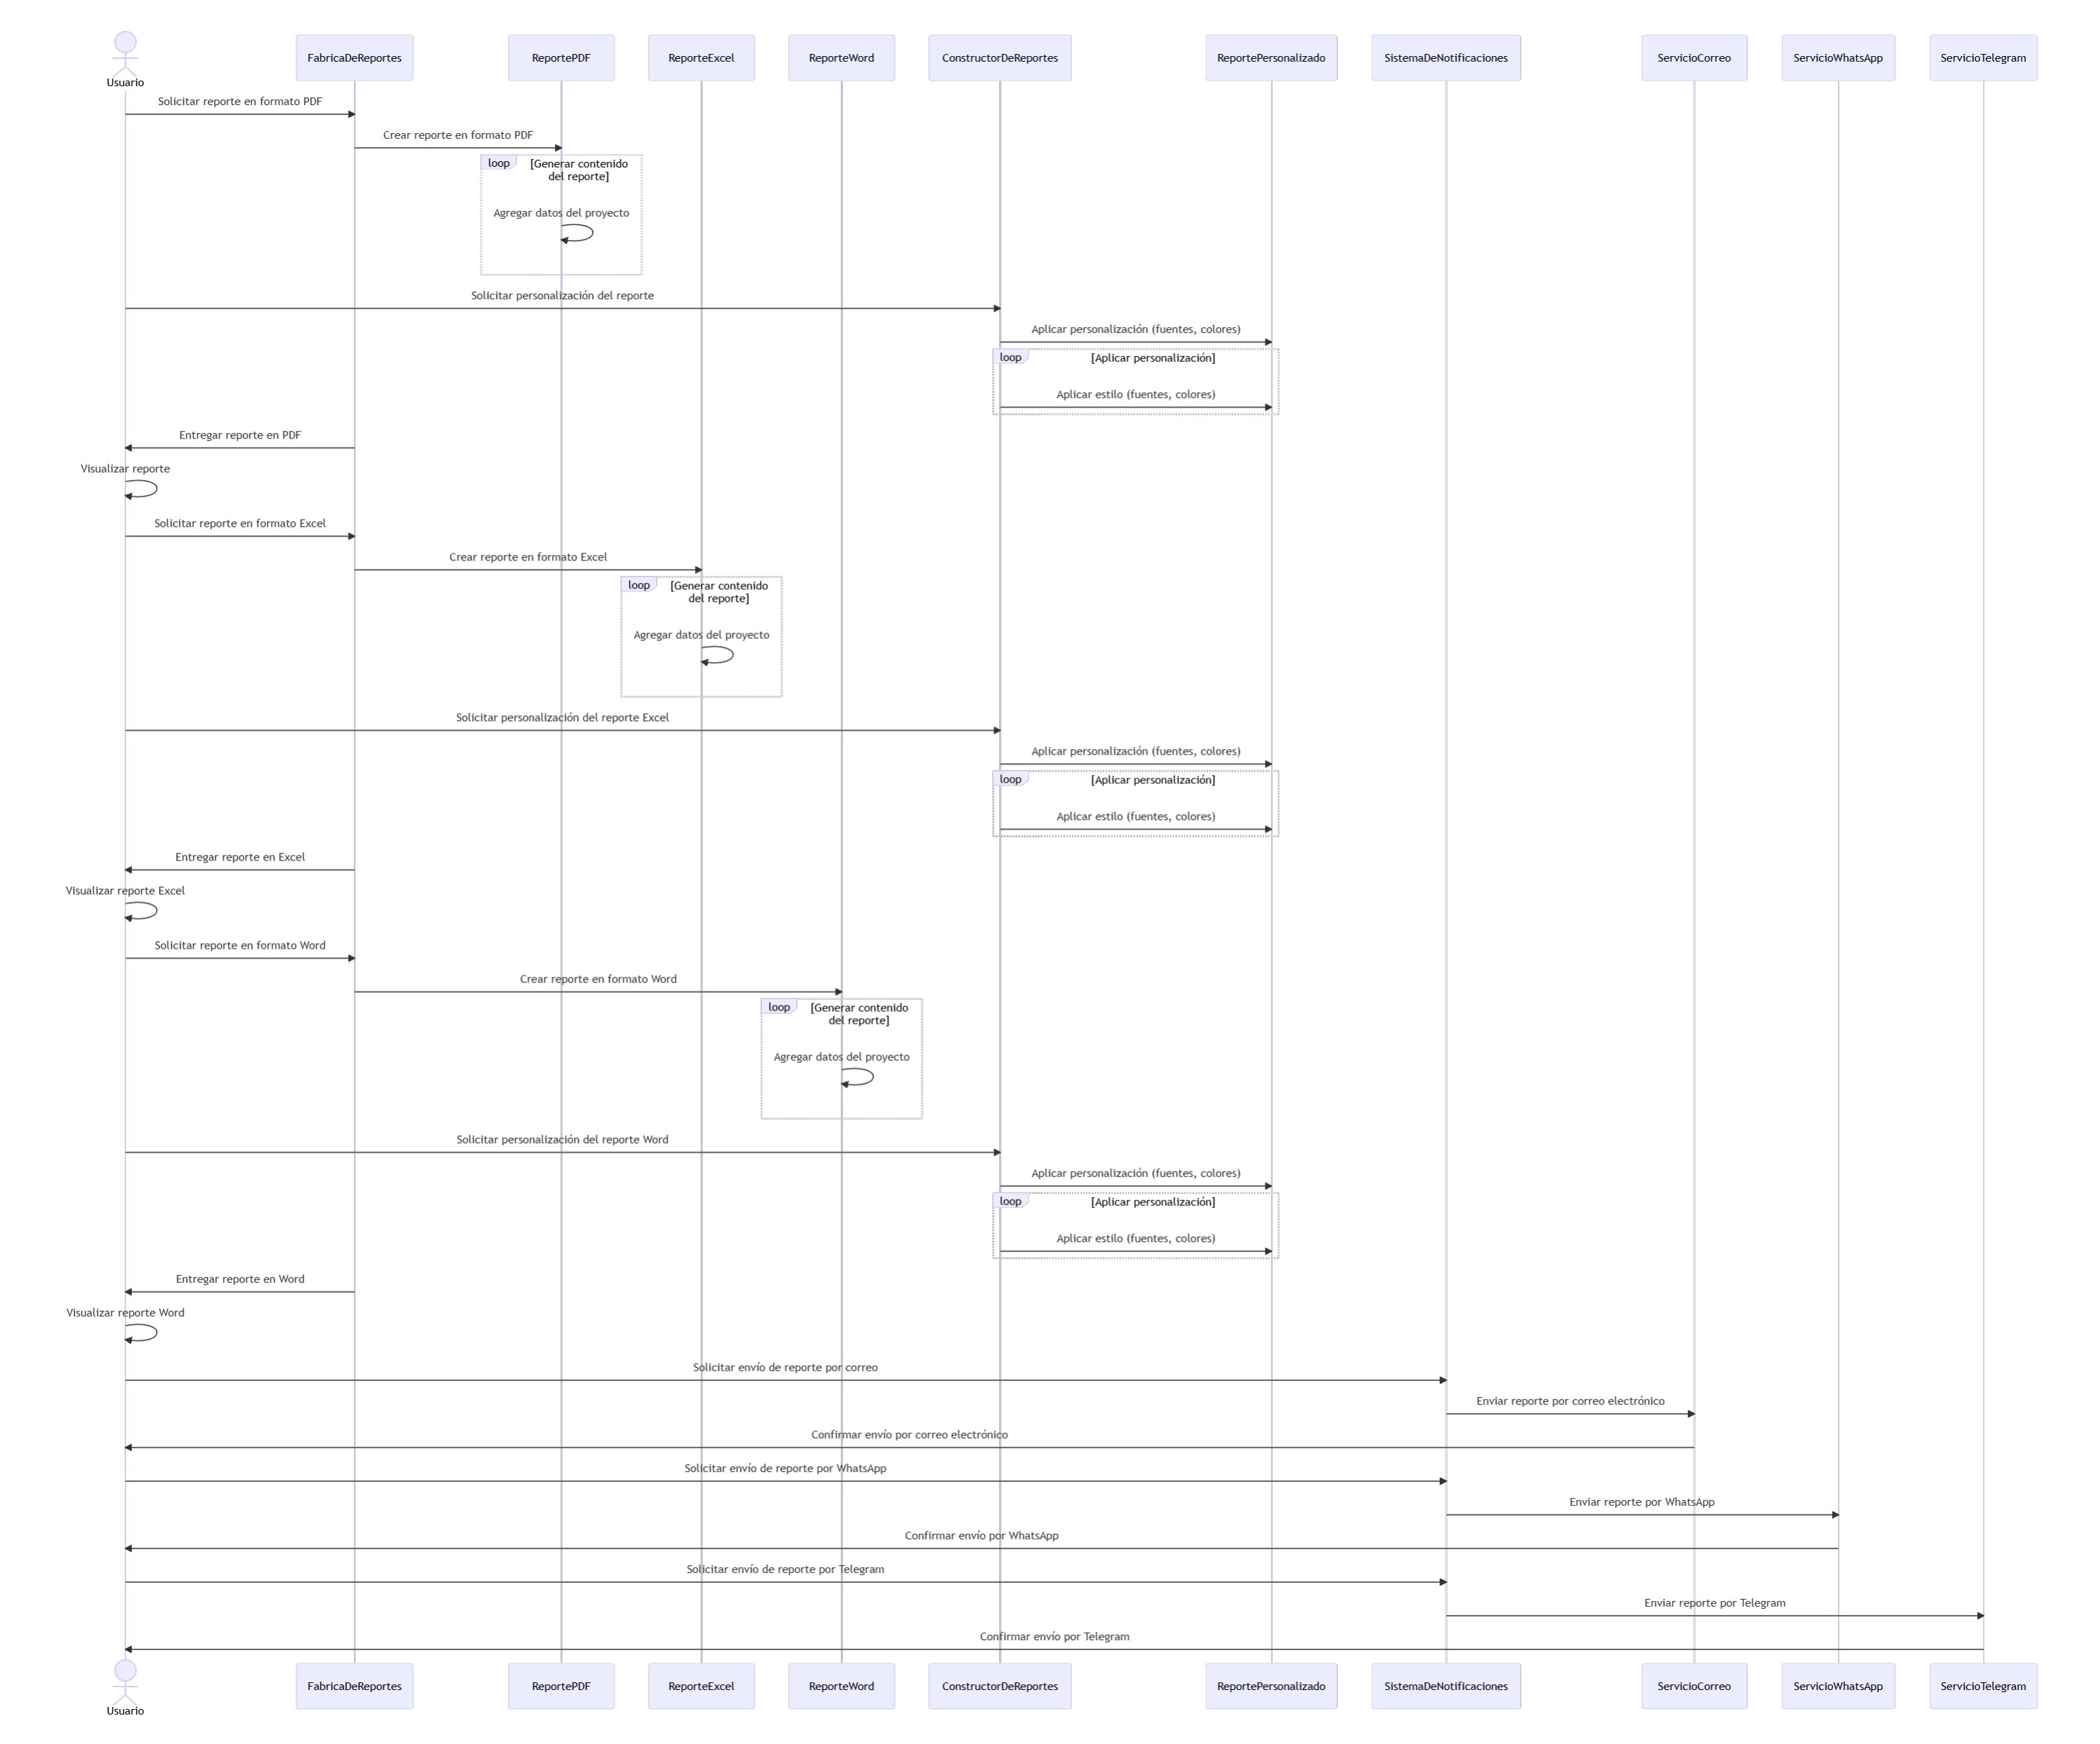 Usuario
FabricaDeReportes
ReportePDF
ReporteExcel
ReporteWord
ConstructorDeReportes
ReportePersonalizado
SistemaDeNotificaciones
ServicioCorreo
ServicioWhatsApp
ServicioTelegram
Solicitar reporte en formato PDF
Crear reporte en formato PDF
loop
[Generar contenido
del reporte]
Agregar datos del proyecto
Solicitar personalización del reporte
Aplicar personalización (fuentes, colores)
loop
[Aplicar personalización]
Aplicar estilo (fuentes, colores)
Entregar reporte en PDF
Visualizar reporte
Solicitar reporte en formato Excel
Crear reporte en formato Excel
loop
[Generar contenido
del reporte]
Agregar datos del proyecto
Solicitar personalización del reporte Excel
Aplicar personalización (fuentes, colores)
loop
[Aplicar personalización]
Aplicar estilo (fuentes, colores)
Entregar reporte en Excel
Visualizar reporte Excel
Solicitar reporte en formato Word
Crear reporte en formato Word
loop
[Generar contenido
del reporte]
Agregar datos del proyecto
Solicitar personalización del reporte Word
Aplicar personalización (fuentes, colores)
loop
[Aplicar personalización]
Aplicar estilo (fuentes, colores)
Entregar reporte en Word
Visualizar reporte Word
Solicitar envío de reporte por correo
Enviar reporte por correo electrónico
Confirmar envío por correo electrónico
Solicitar envío de reporte por WhatsApp
Enviar reporte por WhatsApp
Confirmar envío por WhatsApp
Solicitar envío de reporte por Telegram
Enviar reporte por Telegram
Confirmar envío por Telegram
Usuario
FabricaDeReportes
ReportePDF
ReporteExcel
ReporteWord
ConstructorDeReportes
ReportePersonalizado
SistemaDeNotificaciones
ServicioCorreo
ServicioWhatsApp
ServicioTelegram